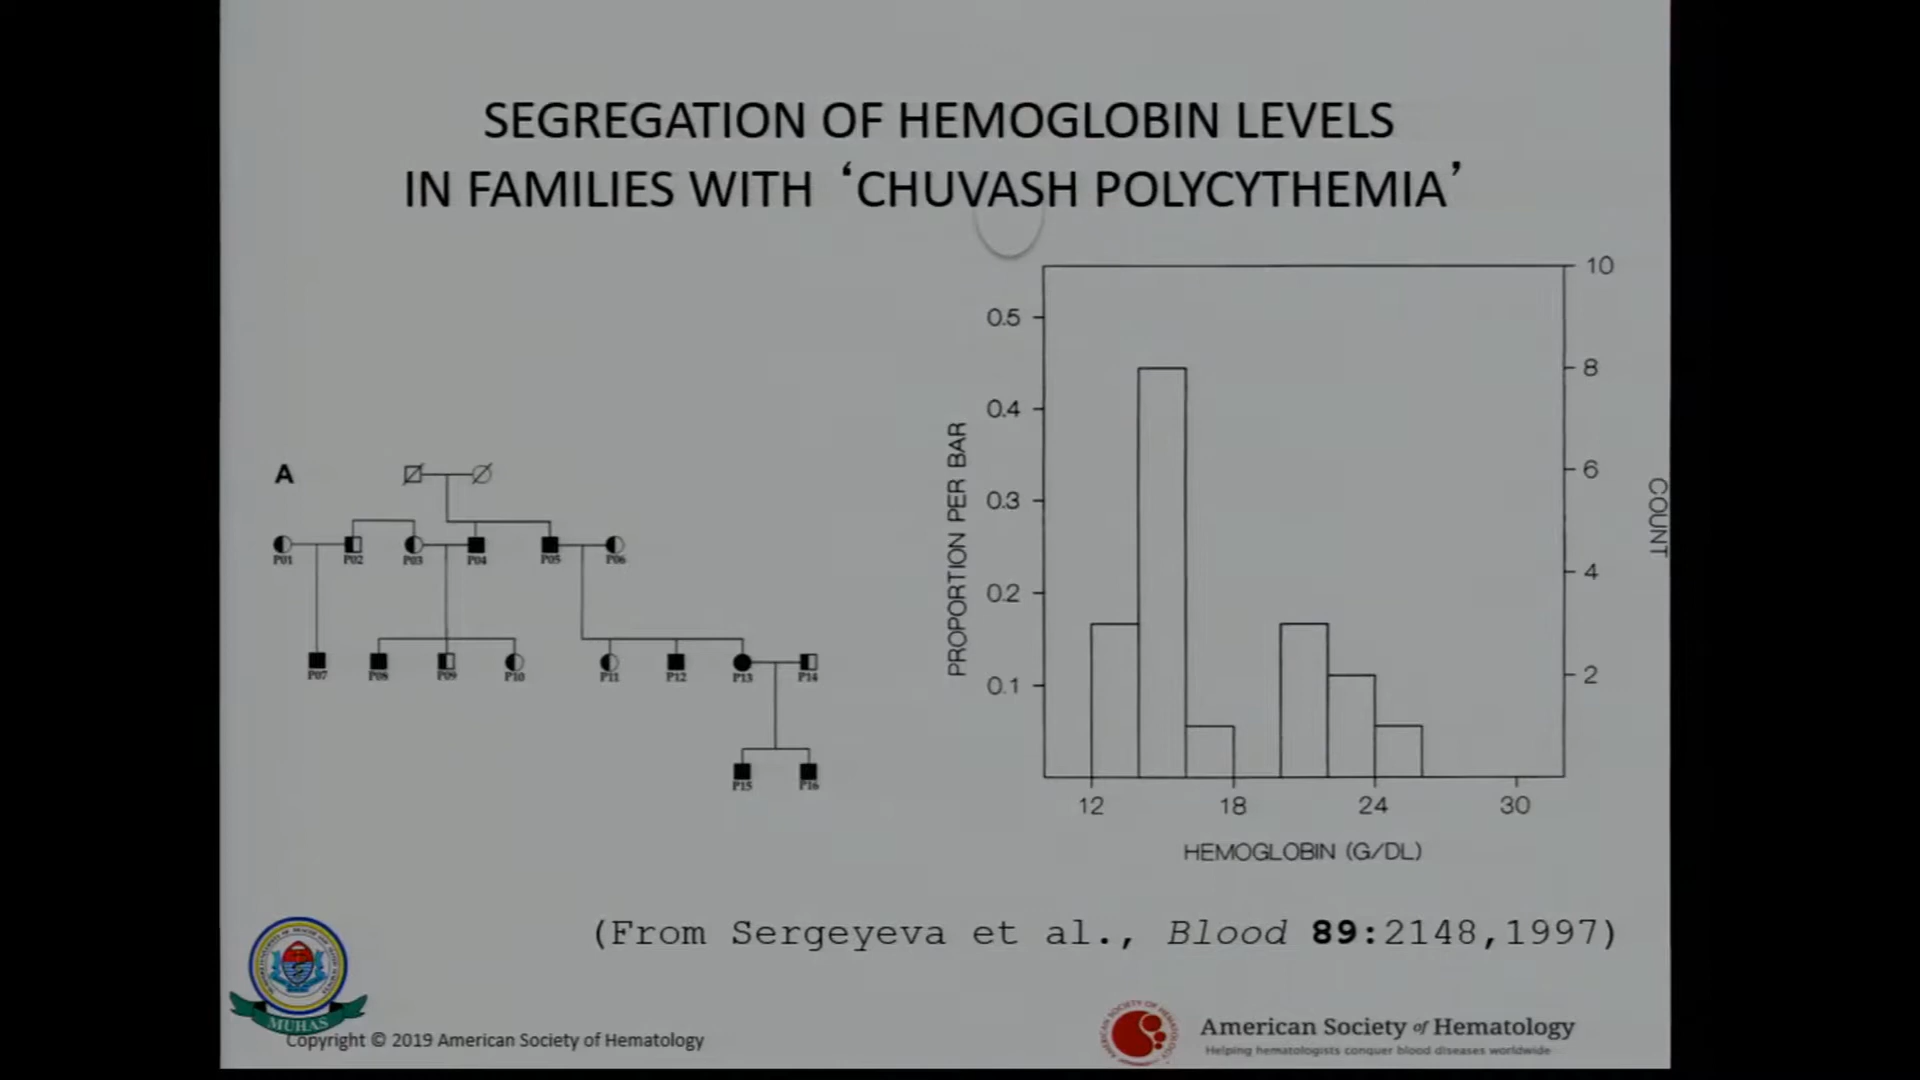 SEGREGATION OF HEMOGLOBIN LEVELS
IN FAMILIES WITH ‘CHUVASH POLYCYTHEMIA’
A
P01 P02 P03 P04 P05 P06
P07 P08 P09 P10 P11 P12 P13 P14
P15 P16
PROPORTION PER BAR
0.5
0.4
0.3
0.2
0.1
10
8
6
4
2
COUNT
12 18 24 30
HEMOGLOBIN (G/DL)
(From Sergeyeva et al., Blood 89:2148,1997)
MUHAS
Copyright © 2019 American Society of Hematology
American Society of Hematology
Helping hematologists conquer blood diseases worldwide